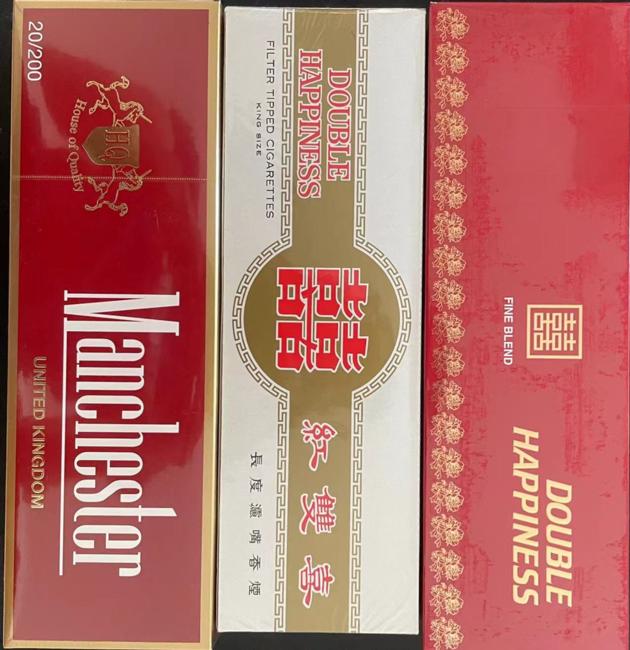 20/200
HQ
House of Quality
Manchester
UNITED KINGDOM
DOUBLE
HAPPINESS
FILTER TIPPED CIGARETTES
KING SIZE
囍
紅雙喜
長度濾嘴香煙
囍
FINE BLEND
DOUBLE
HAPPINESS